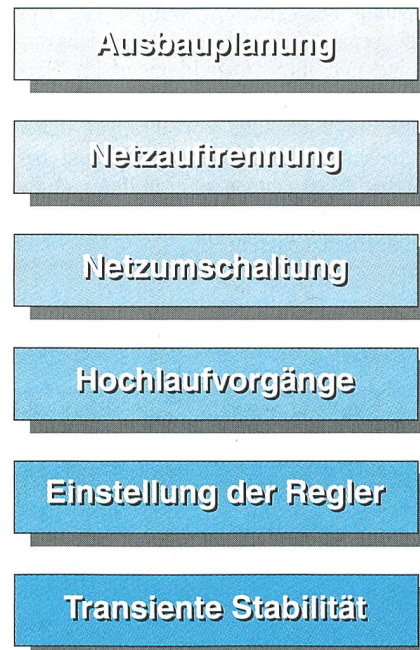 Ausbauplanung
Netzauftrennung
Netzumschaltung
Hochlaufvorgänge
Einstellung der Regler
Transiente Stabilität